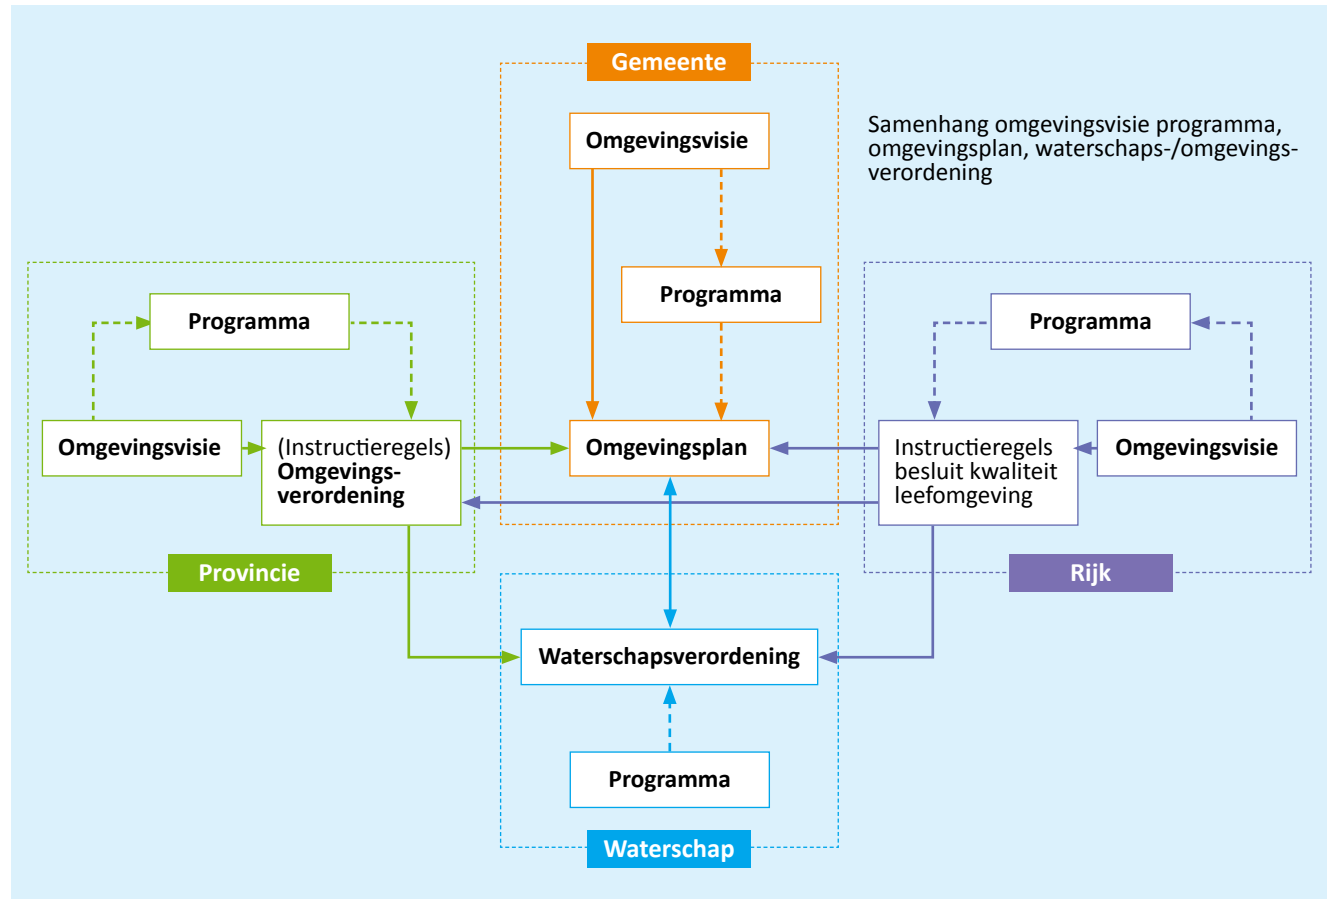 Gemeente
Omgevingsvisie
Samenhang omgevingsvisie programma,
omgevingsplan, waterschaps-/omgevings-
verordening
Programma
Omgevingsplan
Programma
Omgevingsvisie
(Instructieregels)
Omgevings-
verordening
Provincie
Programma
Instructieregels
besluit kwaliteit
leefomgeving
Omgevingsvisie
Rijk
Waterschapsverordening
Programma
Waterschap